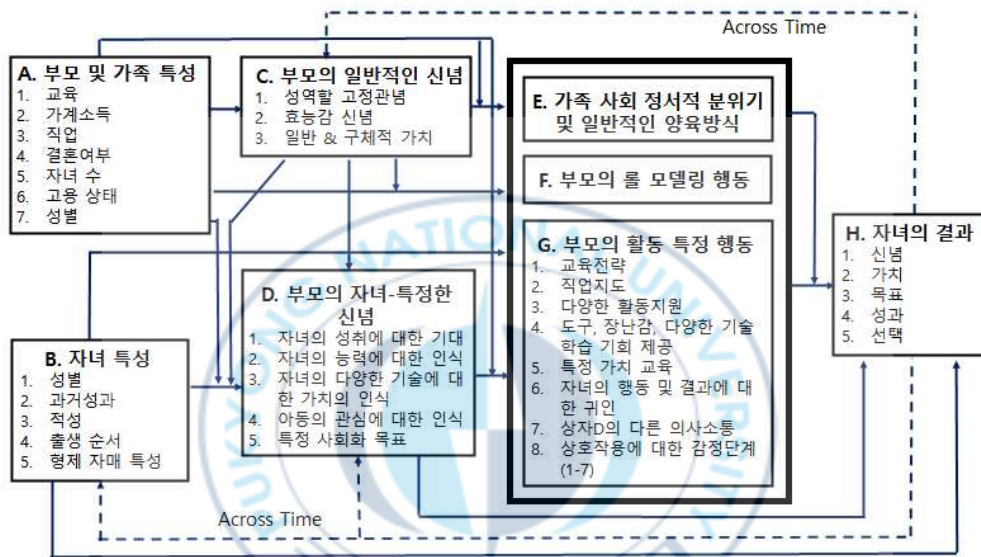 Across Time
A. 부모 및 가족 특성
1. 교육
2. 가계소득
3. 직업
4. 결혼여부
5. 자녀 수
6. 고용 상태
7. 성별
C. 부모의 일반적인 신념
1. 성역할 고정관념
2. 효능감 신념
3. 일반 & 구체적 가치
E. 가족 사회 정서적 분위기
및 일반적인 양육방식
F. 부모의 롤 모델링 행동
G. 부모의 활동 특정 행동
1. 교육전략
2. 직업지도
3. 다양한 활동지원
4. 도구, 장난감, 다양한 기술
학습 기회 제공
5. 특정 가치 교육
6. 자녀의 행동 및 결과에 대
한 귀인
7. 상자D의 다른 의사소통
8. 상호작용에 대한 감정단계
(1-7)
H. 자녀의 결과
1. 신념
2. 가치
3. 목표
4. 성과
5. 선택
D. 부모의 자녀-특정한
신념
1. 자녀의 성취에 대한 기대
2. 자녀의 능력에 대한 인식
3. 자녀의 다양한 기술에 대
한 가치의 인식
4. 아동의 관심에 대한 인식
5. 특정 사회화 목표
B. 자녀 특성
1. 성별
2. 과거성과
3. 적성
4. 출생 순서
5. 형제 자매 특성
Across Time
PUKYONG NATIONAL UNIVERSITY